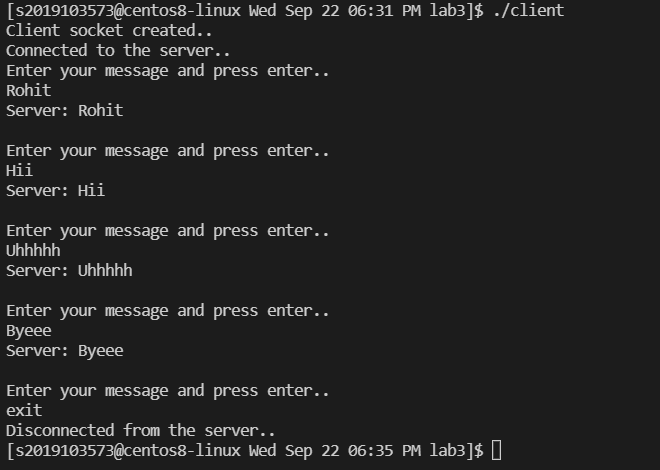 [s2019103573@centos8-linux Wed Sep 22 06:31 PM lab3]$ ./client
Client socket created..
Connected to the server..
Enter your message and press enter..
Rohit
Server: Rohit
Enter your message and press enter..
Hii
Server: Hii
Enter your message and press enter..
Uhhhhh
Server: Uhhhhh
Enter your message and press enter..
Byeee
Server: Byeee
Enter your message and press enter..
exit
Disconnected from the server..
[s2019103573@centos8-linux Wed Sep 22 06:35 PM lab3]$